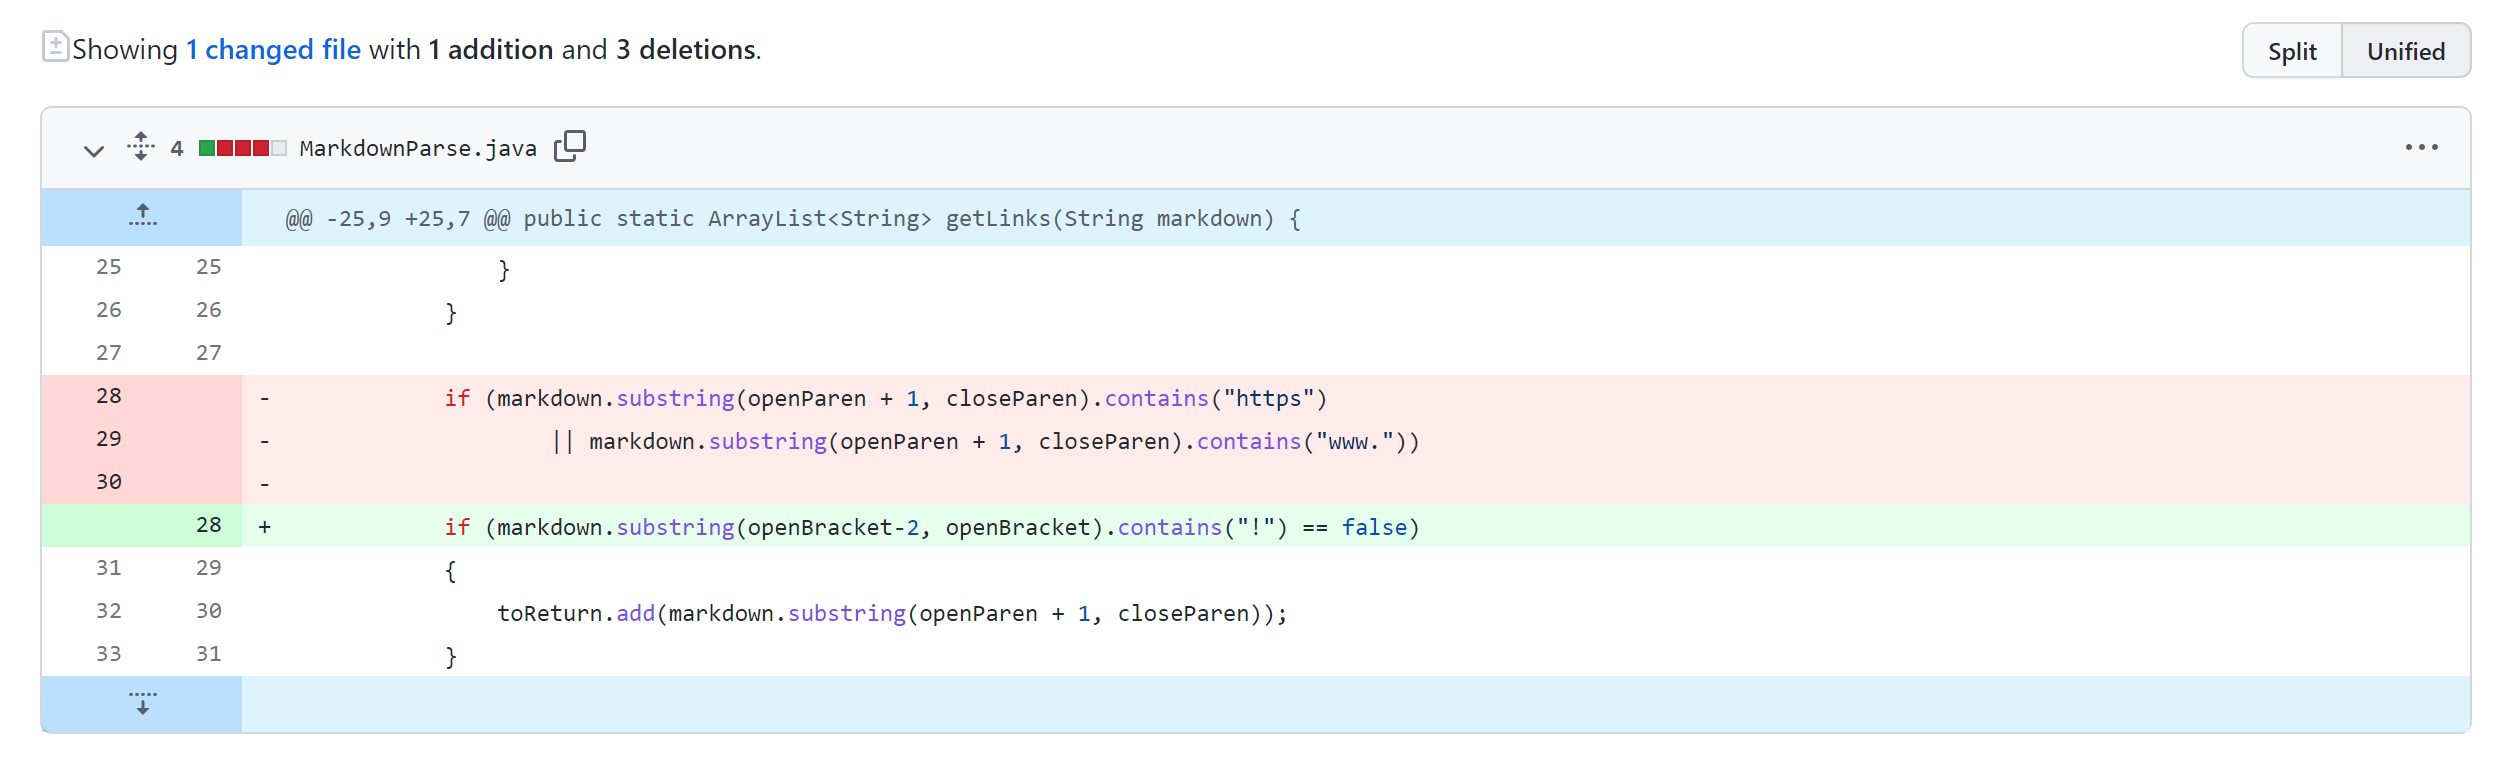 Showing 1 changed file with 1 addition and 3 deletions.
Split Unified
4 MarkdownParse.java
@@ -25,9 +25,7 @@ public static ArrayList<String> getLinks(String markdown) {
25 25 }
26 26 }
27 27
28 - if (markdown.substring(openParen + 1, closeParen).contains("https")
29 - || markdown.substring(openParen + 1, closeParen).contains("www."))
30 -
28 + if (markdown.substring(openBracket-2, openBracket).contains("!") == false)
31 29 {
32 30 toReturn.add(markdown.substring(openParen + 1, closeParen));
33 31 }